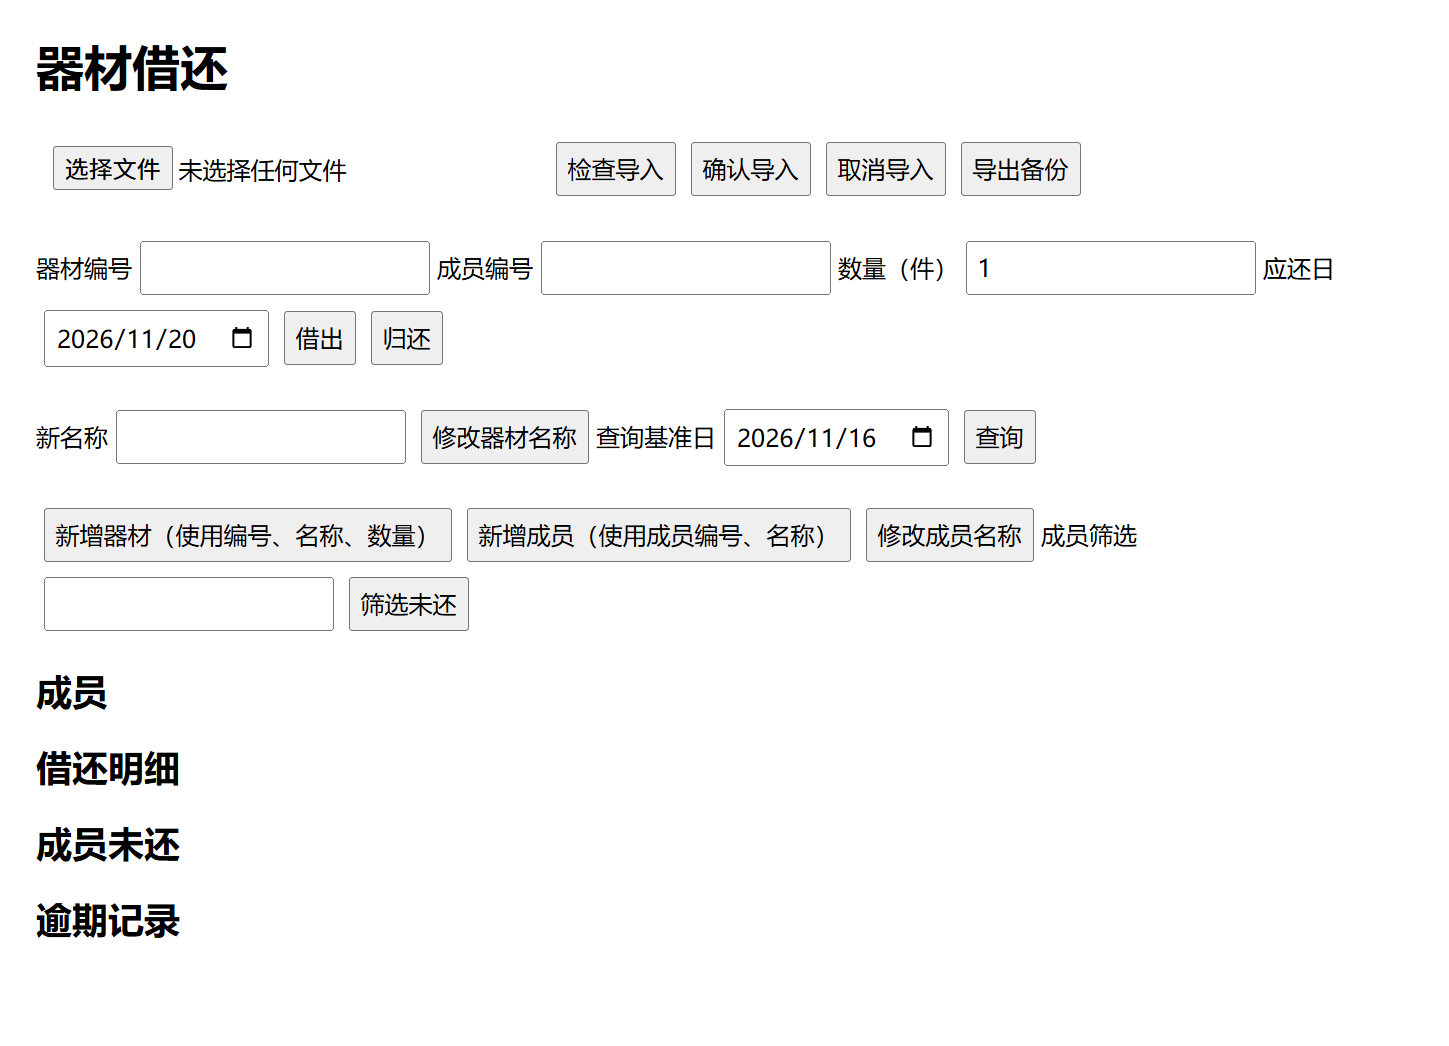 器材借还
选择文件 未选择任何文件 检查导入 确认导入 取消导入 导出备份
器材编号 成员编号 数量（件） 1 应还日
2026/11/20 借出 归还
新名称 修改器材名称 查询基准日 2026/11/16 查询
新增器材（使用编号、名称、数量） 新增成员（使用成员编号、名称） 修改成员名称 成员筛选
筛选未还
成员
借还明细
成员未还
逾期记录